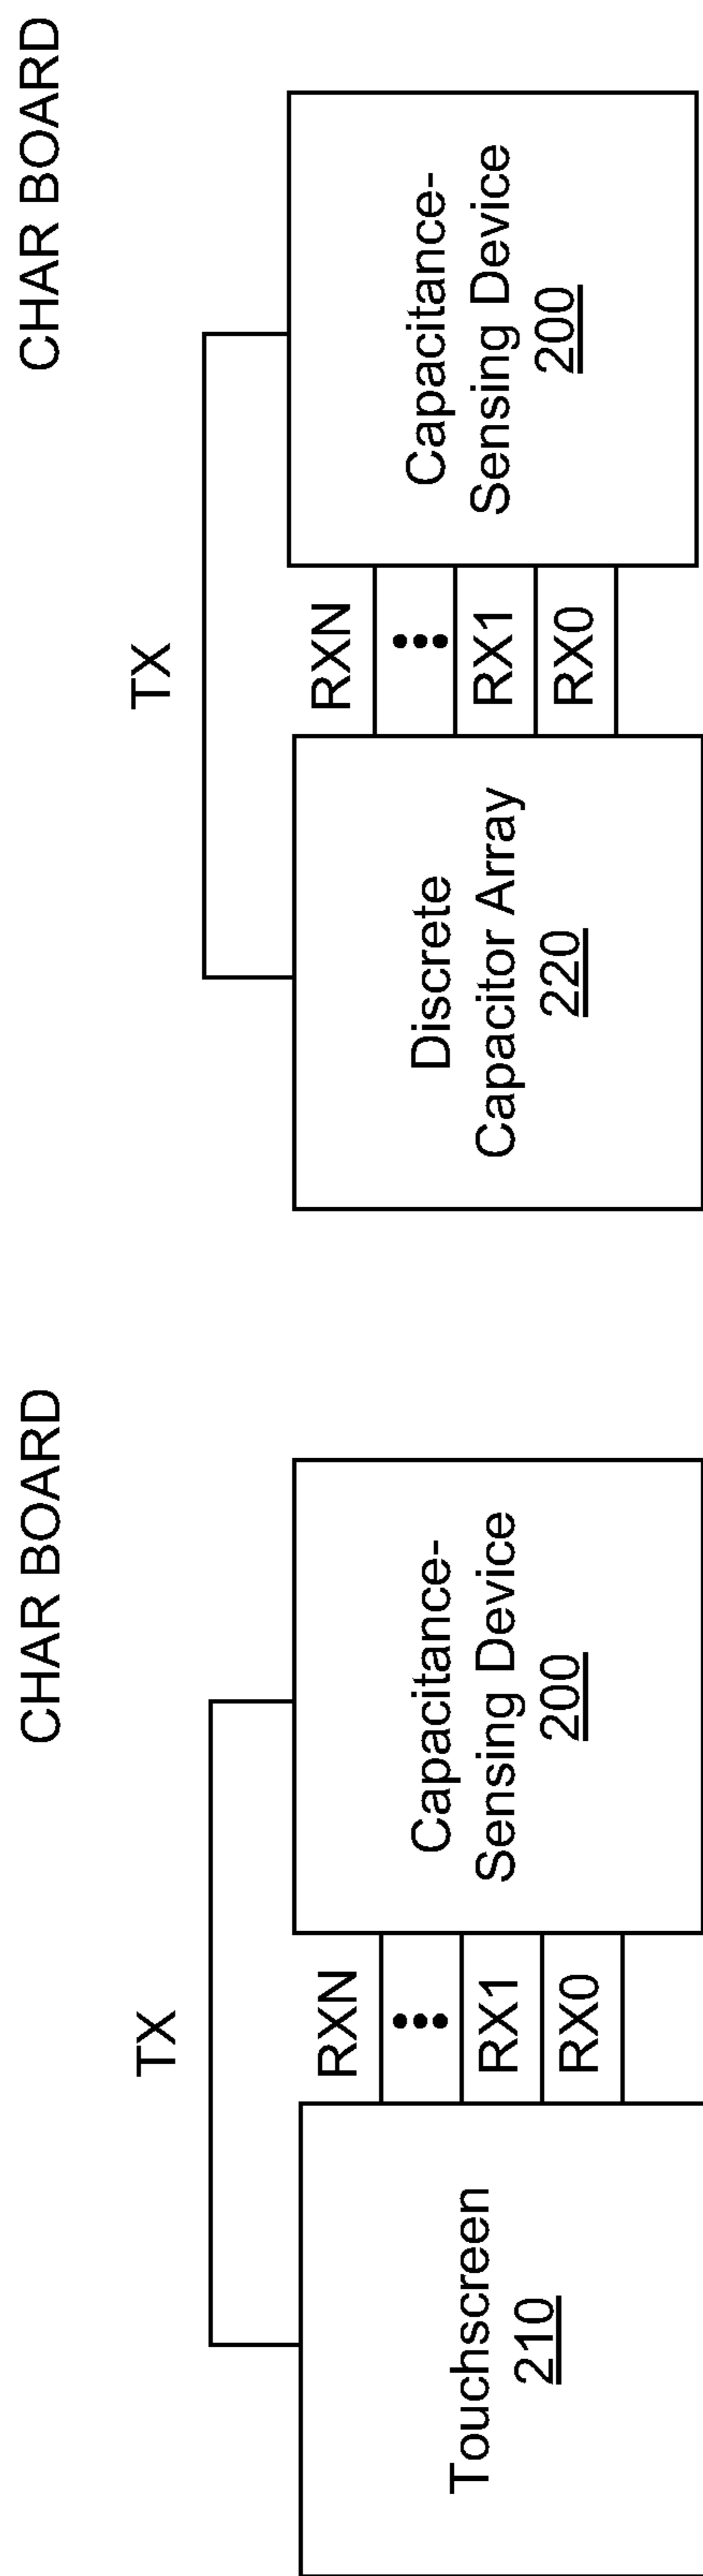 CHAR BOARD
TX
Touchscreen
210
RXN
RX1
RX0
Capacitance-
Sensing Device
200
CHAR BOARD
TX
Discrete
Capacitor Array
220
RXN
RX1
RX0
Capacitance-
Sensing Device
200